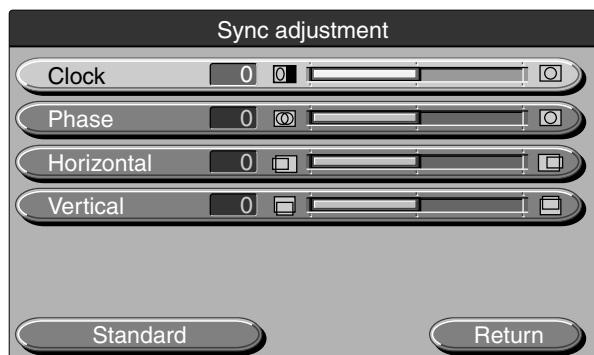 Sync adjustment
Clock 0
Phase 0
Horizontal 0
Vertical 0
Standard Return